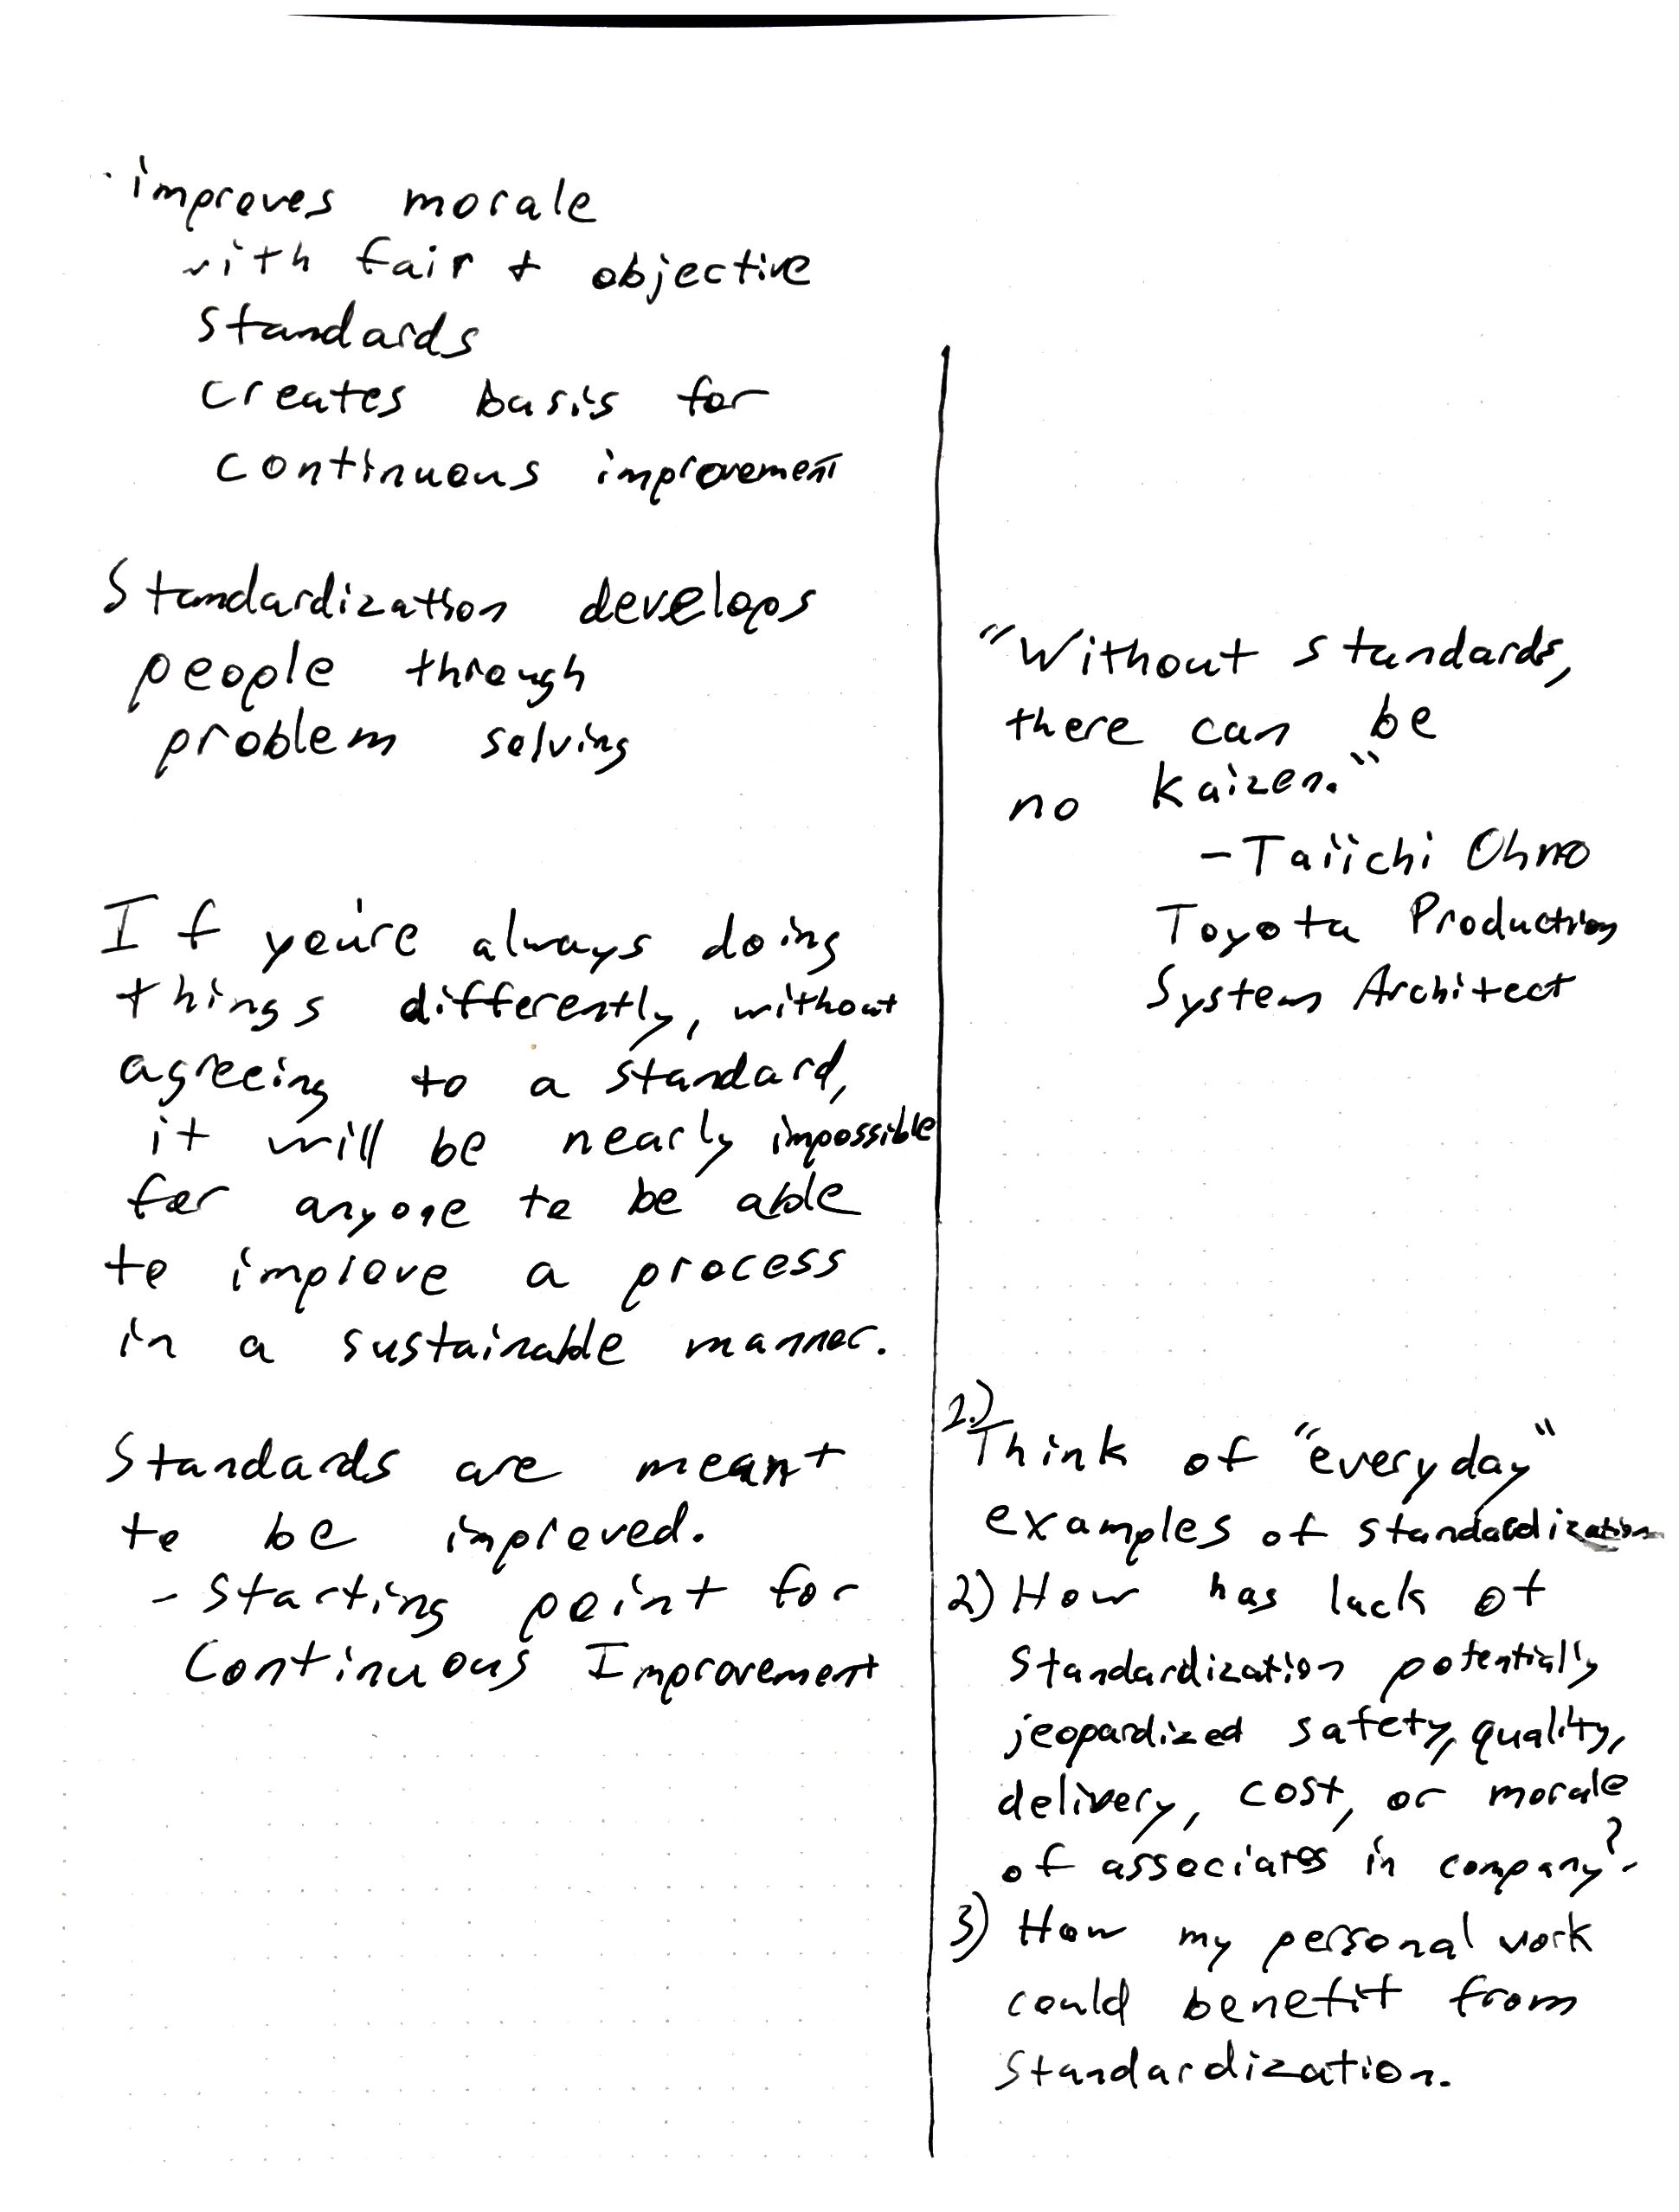 · improves morale
with fair + objective
standards
creates basis for
continuous improvement
Standardization develops
people through
problem solving
If you're always doing
things differently, without
agreeing to a standard,
it will be nearly impossible
for anyone to be able
to improve a process
in a sustainable manner.
Standards are meant
to be improved.
- Starting point for
Continuous Improvement
"Without standards,
there can be
no Kaizen."
- Taiichi Ohno
Toyota Production
System Architect
1.)
Think of "everyday"
examples of standardization
2) How has lack of
Standardization potentially
jeopardized safety, quality,
delivery, cost, or morale
of associates in company?
3) How my personal work
could benefit from
Standardization.